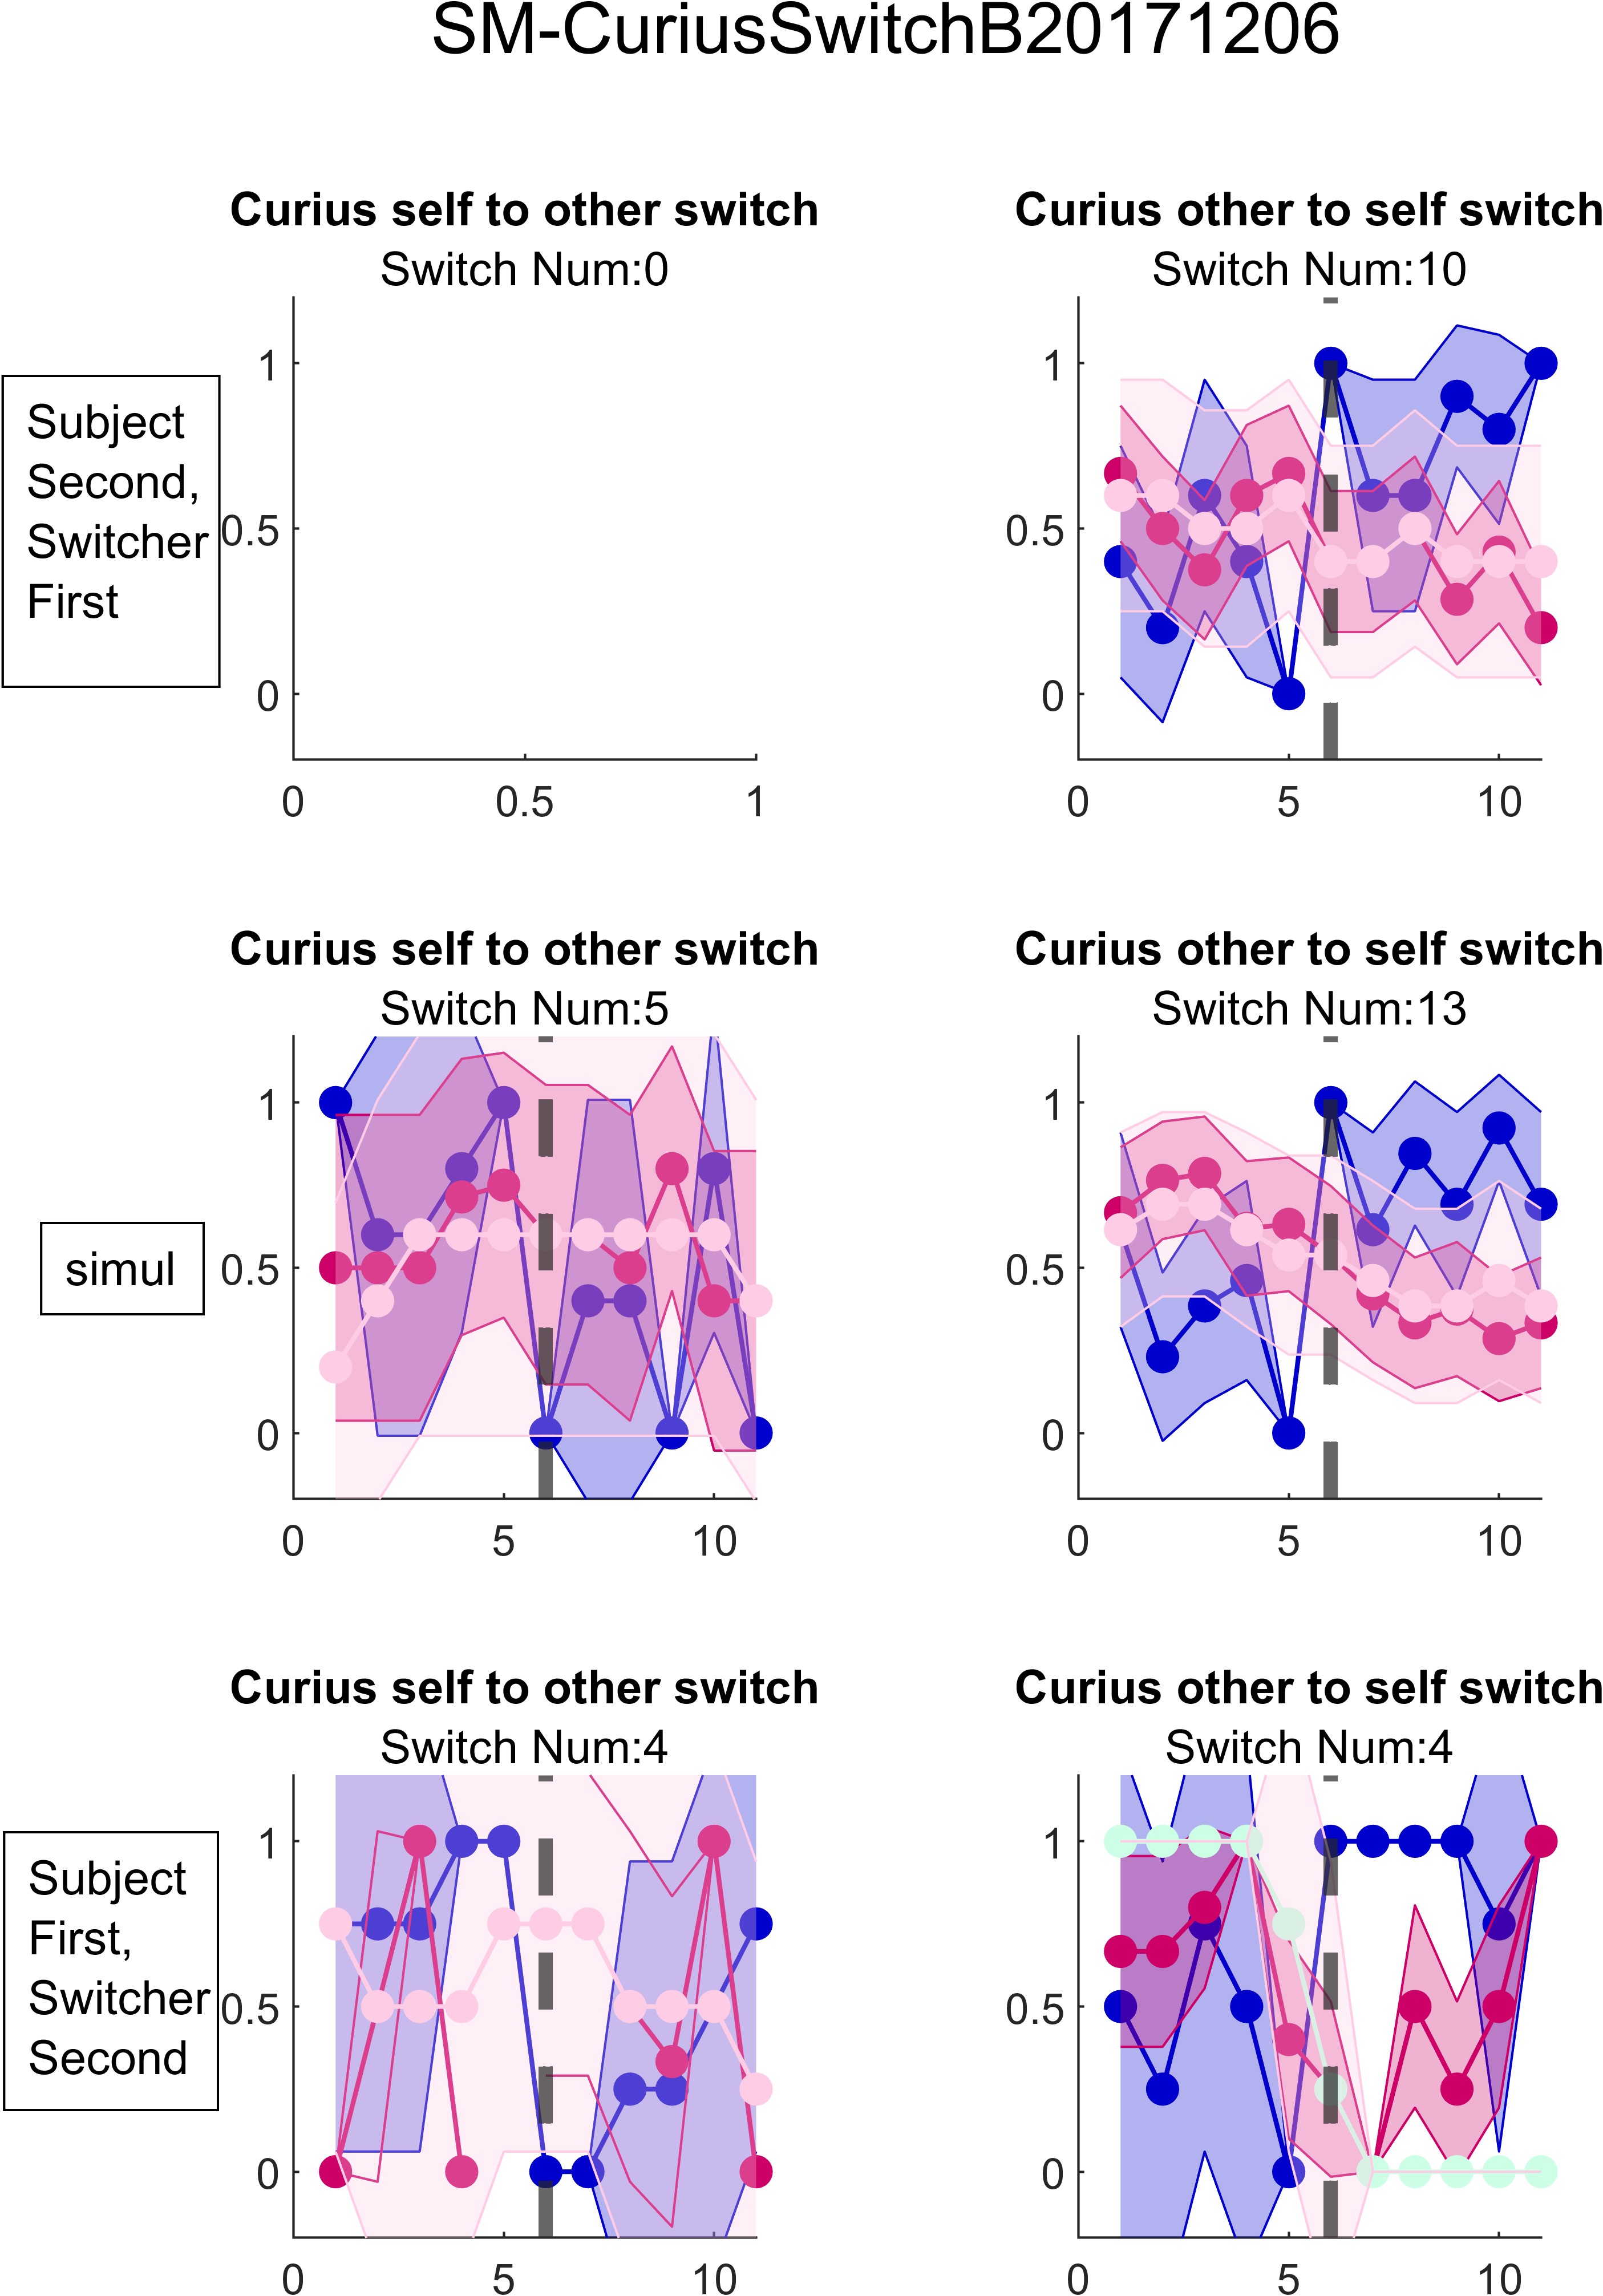 SM-CuriusSwitchB20171206
Curius self to other switch
Switch Num:0
Curius other to self switch
Switch Num:10
Subject
Second,
Switcher
First
1
0.5
0
0
0.5
1
1
0.5
0
0
5
10
Curius self to other switch
Switch Num:5
Curius other to self switch
Switch Num:13
simul
1
0.5
0
0
5
10
1
0.5
0
0
5
10
Curius self to other switch
Switch Num:4
Curius other to self switch
Switch Num:4
Subject
First,
Switcher
Second
1
0.5
0
0
5
10
1
0.5
0
0
5
10